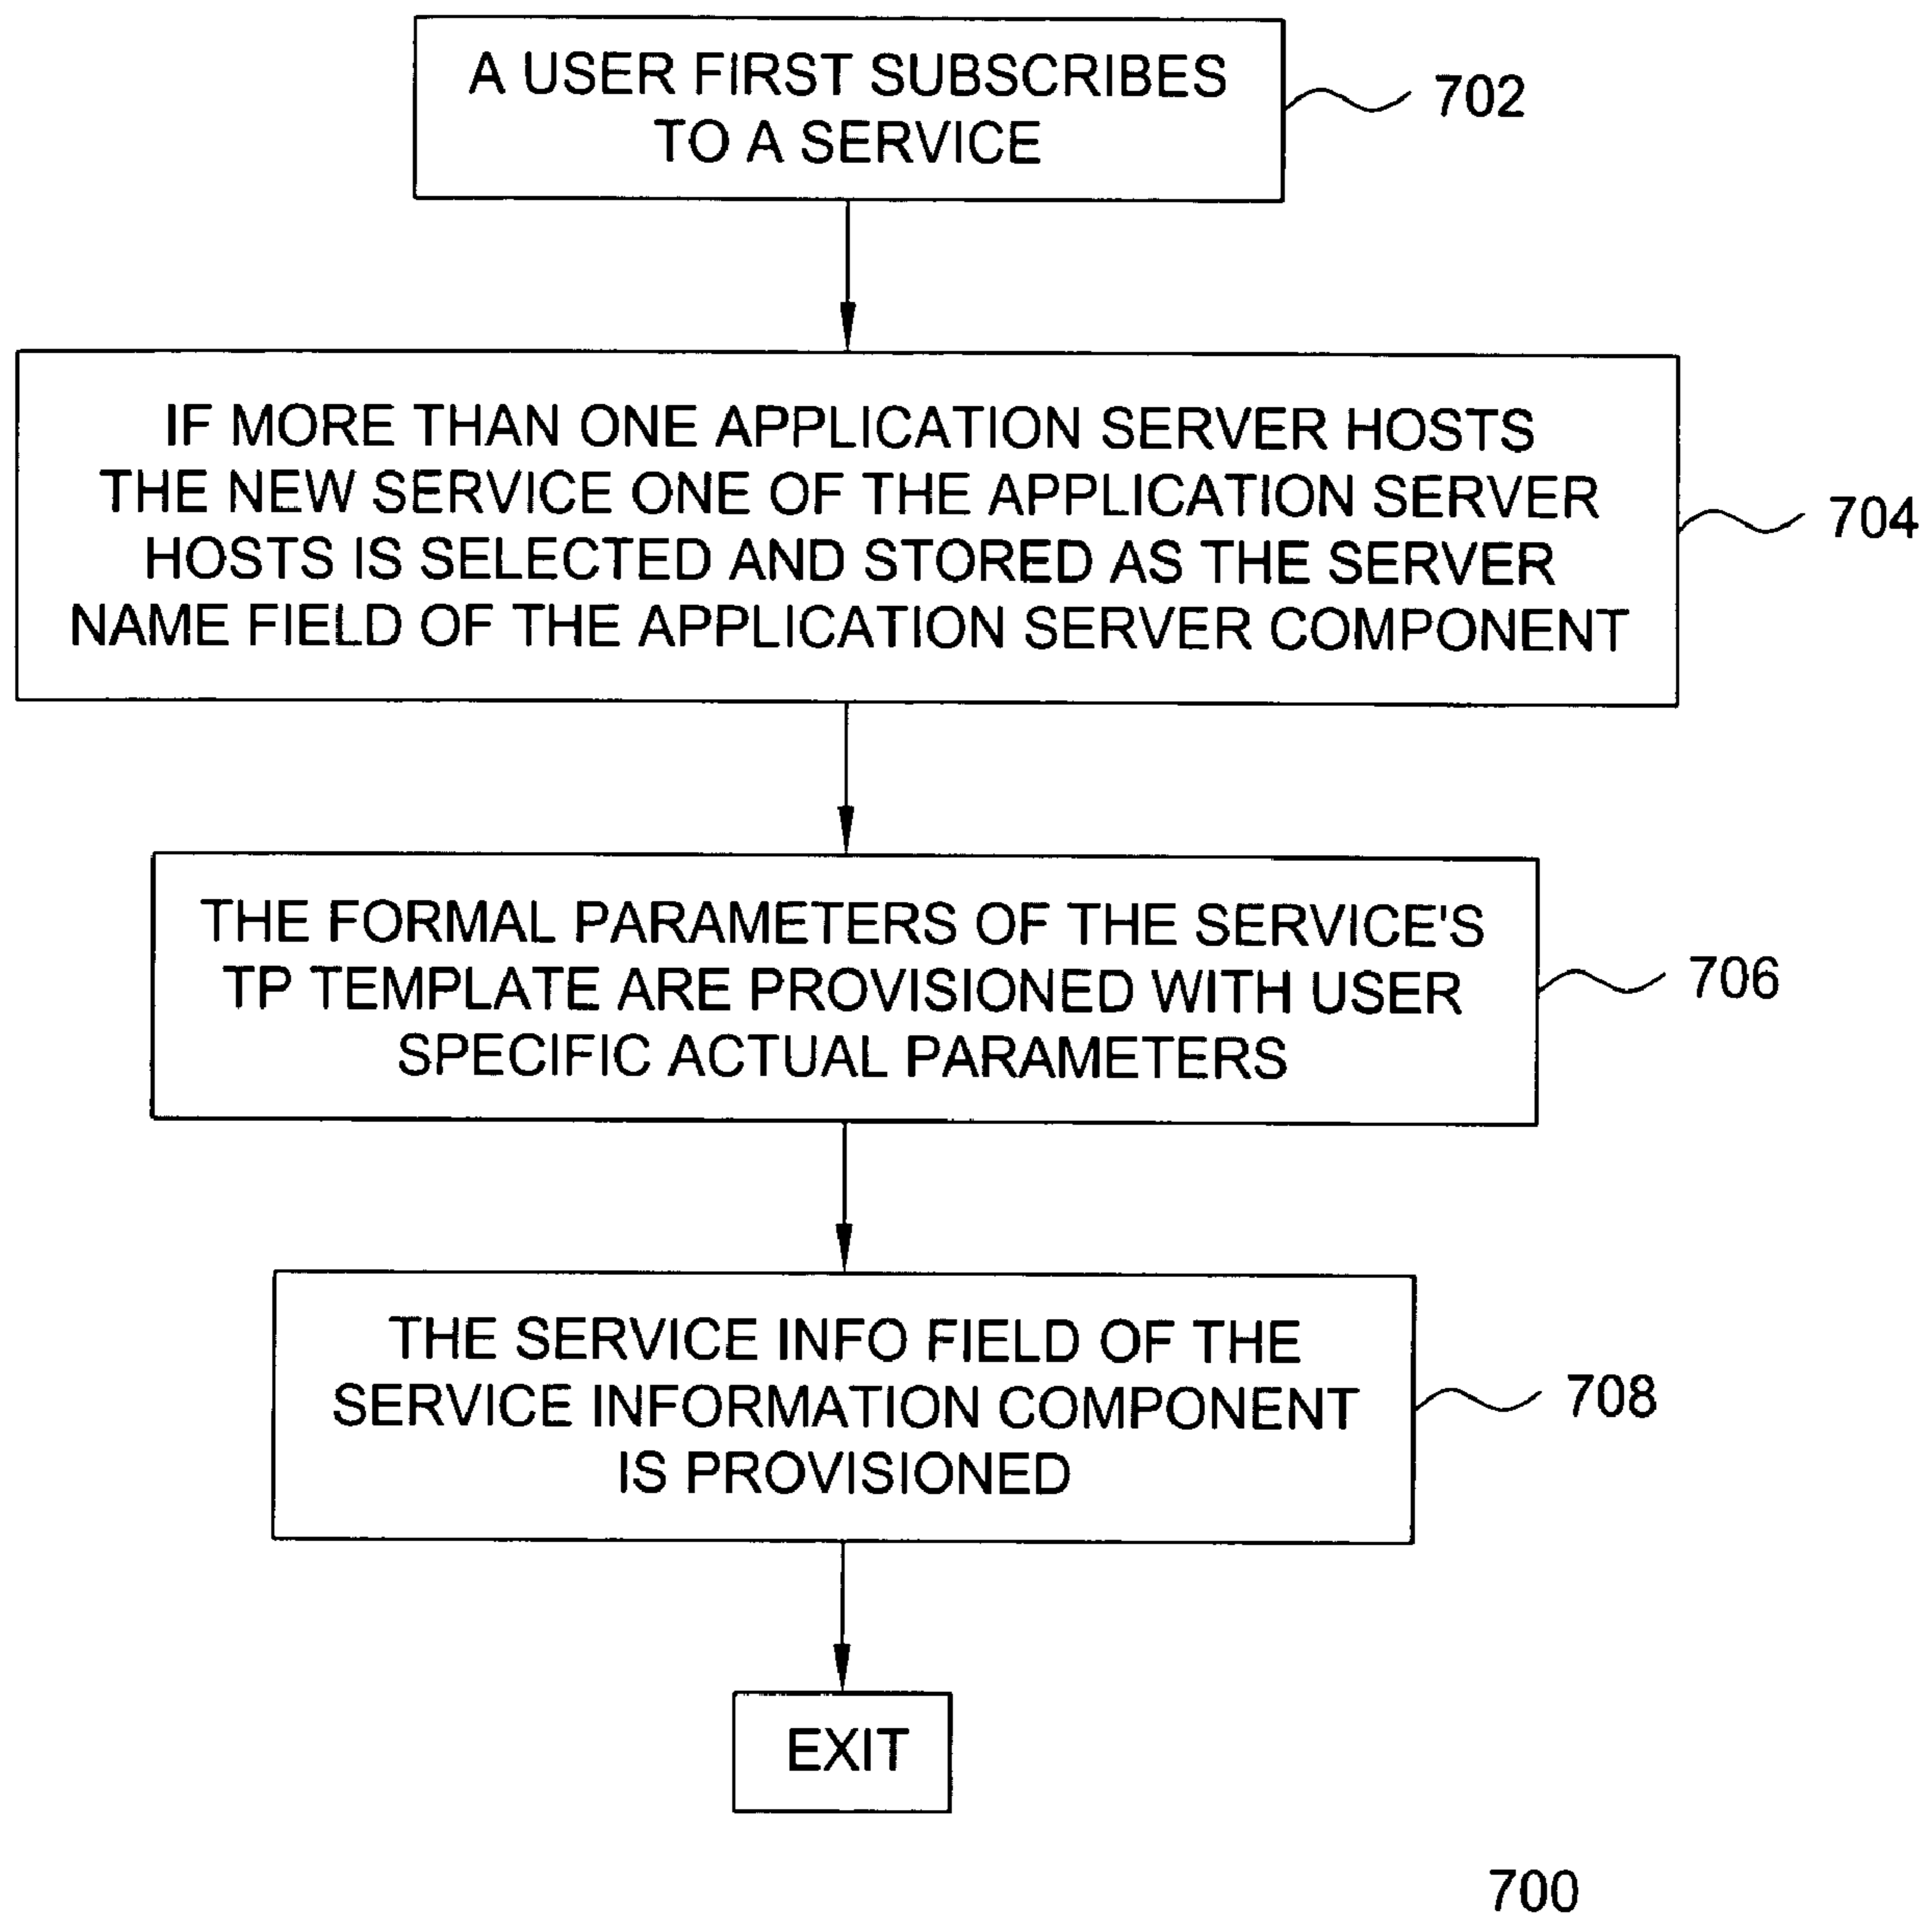 A USER FIRST SUBSCRIBES
TO A SERVICE
702
IF MORE THAN ONE APPLICATION SERVER HOSTS
THE NEW SERVICE ONE OF THE APPLICATION SERVER
HOSTS IS SELECTED AND STORED AS THE SERVER
NAME FIELD OF THE APPLICATION SERVER COMPONENT
704
THE FORMAL PARAMETERS OF THE SERVICE'S
TP TEMPLATE ARE PROVISIONED WITH USER
SPECIFIC ACTUAL PARAMETERS
706
THE SERVICE INFO FIELD OF THE
SERVICE INFORMATION COMPONENT
IS PROVISIONED
708
EXIT
700